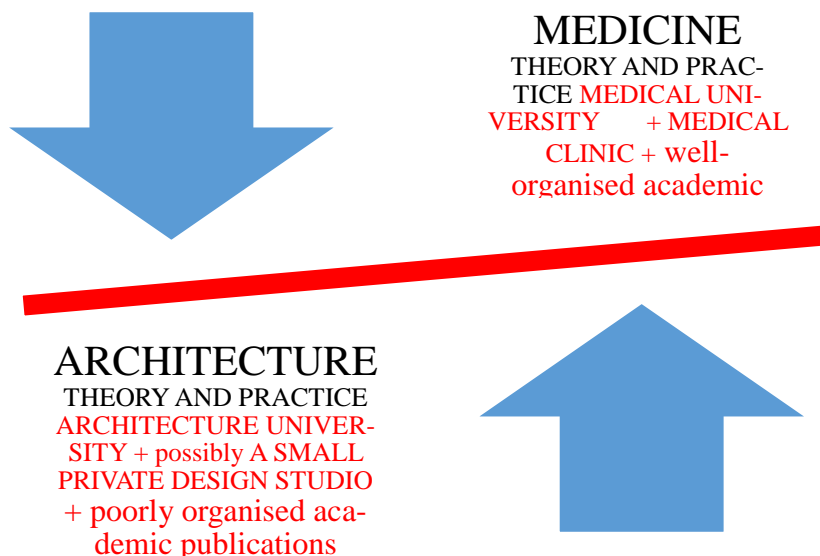 MEDICINE
THEORY AND PRAC-
TICE MEDICAL UNI-
VERSITY + MEDICAL
CLINIC + well-
organised academic
ARCHITECTURE
THEORY AND PRACTICE
ARCHITECTURE UNIVER-
SITY + possibly A SMALL
PRIVATE DESIGN STUDIO
+ poorly organised aca-
demic publications